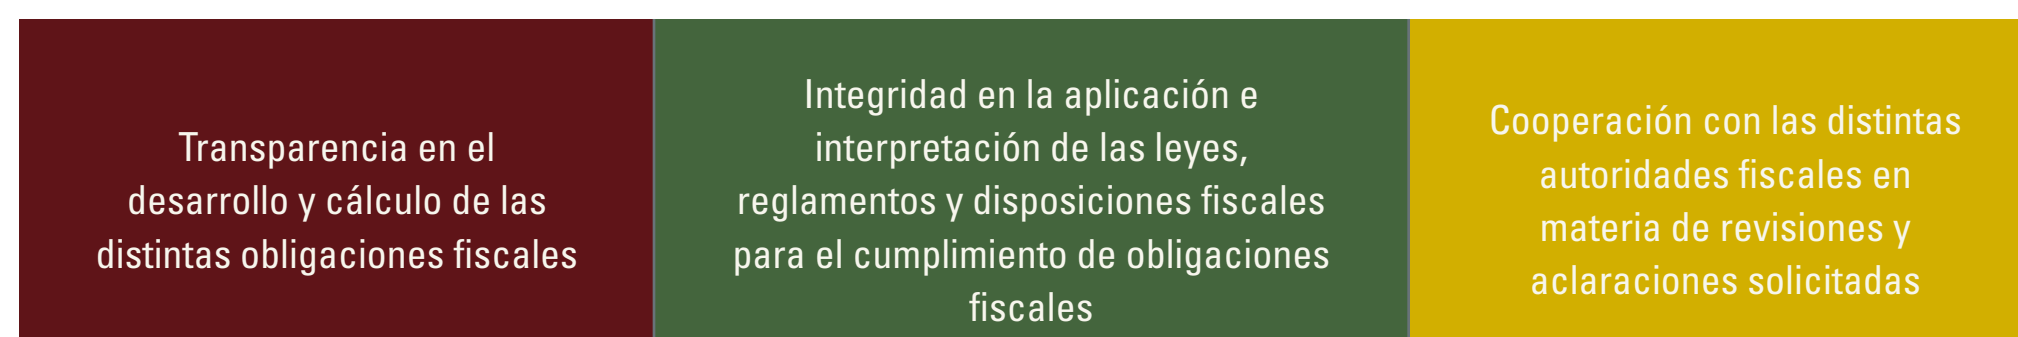 Transparencia en el
desarrollo y cálculo de las
distintas obligaciones fiscales
Integridad en la aplicación e
interpretación de las leyes,
reglamentos y disposiciones fiscales
para el cumplimiento de obligaciones
fiscales
Cooperación con las distintas
autoridades fiscales en
materia de revisiones y
aclaraciones solicitadas